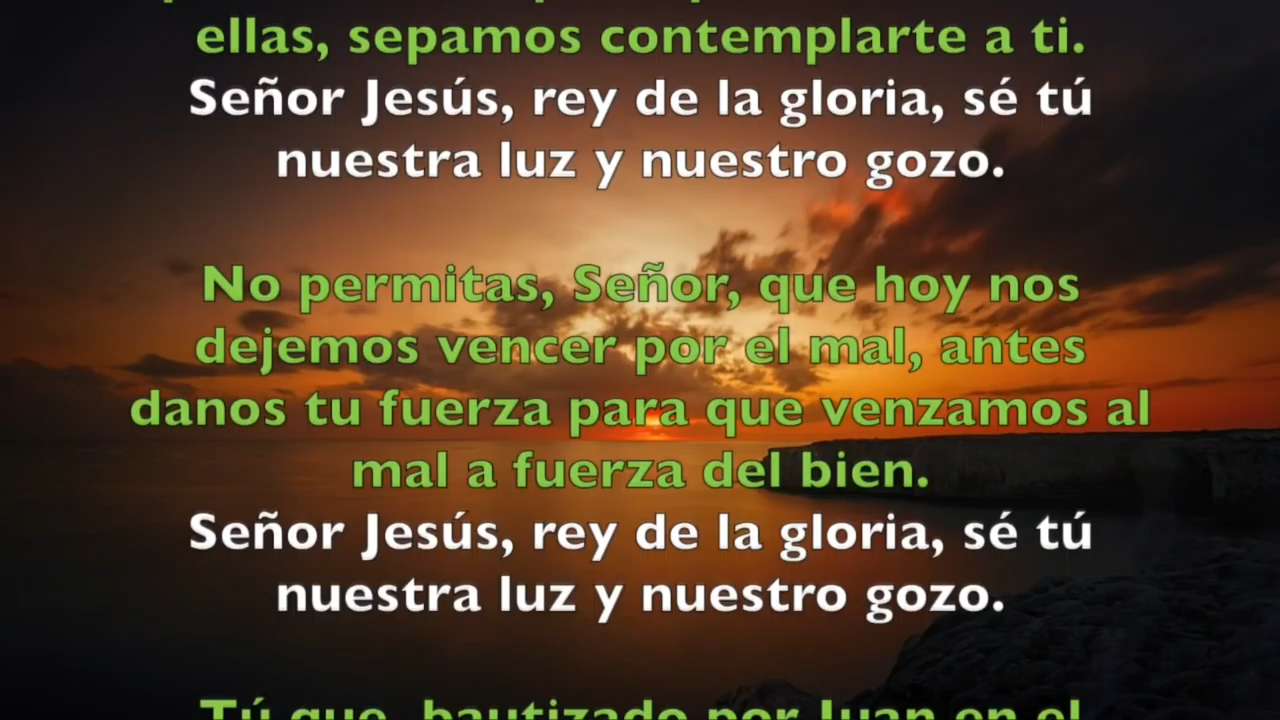 ellas, sepamos contemplarte a ti.
Señor Jesús, rey de la gloria, sé tú
nuestra luz y nuestro gozo.
No permitas, Señor, que hoy nos
dejemos vencer por el mal, antes
danos tu fuerza para que venzamos al
mal a fuerza del bien.
Señor Jesús, rey de la gloria, sé tú
nuestra luz y nuestro gozo.
Tú que, bautizado por Juan en el